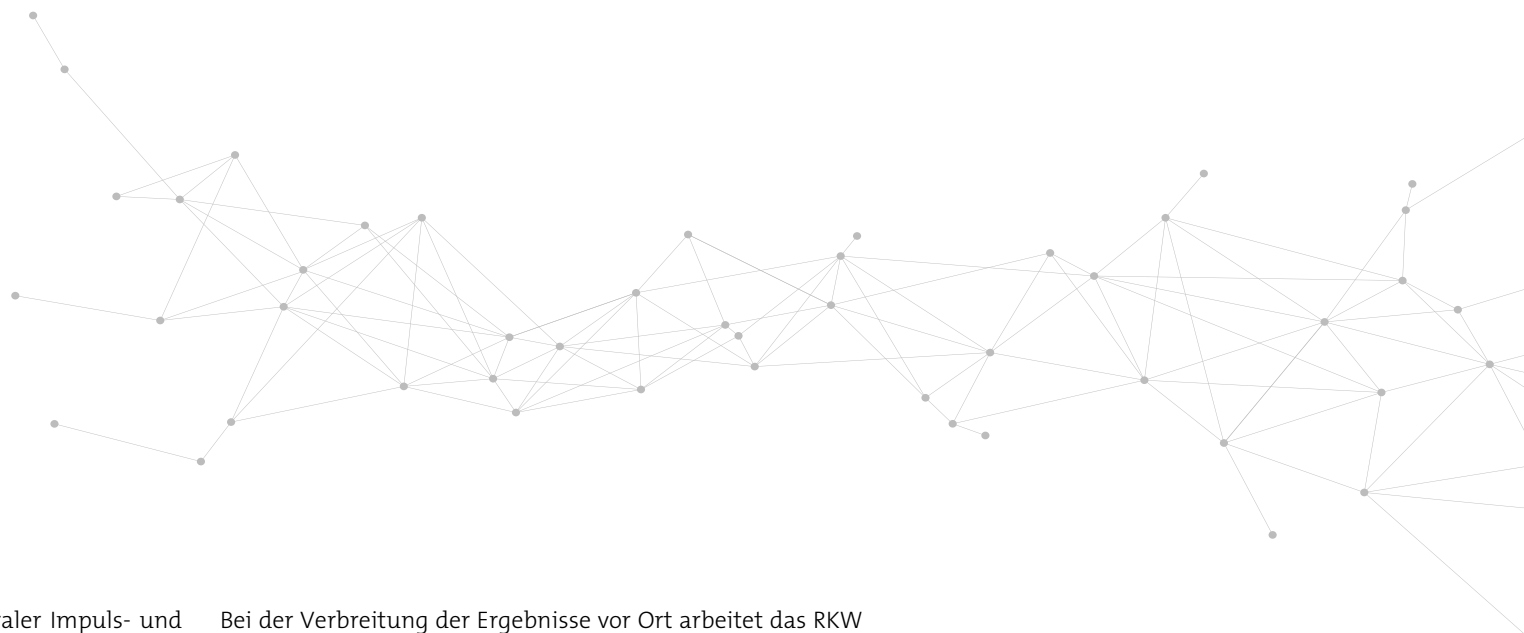 aler Impuls- und
Bei der Verbreitung der Ergebnisse vor Ort arbeitet das RKW